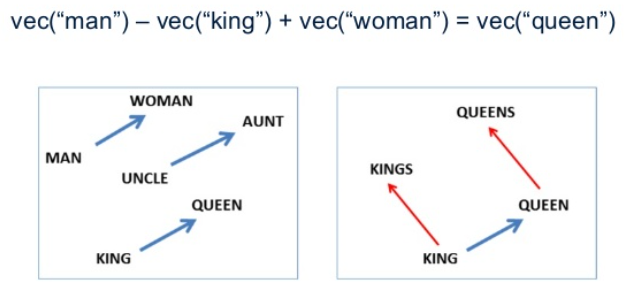 vec(“man”) – vec(“king”) + vec(“woman”) = vec(“queen”)
WOMAN
AUNT
MAN
UNCLE
QUEEN
KING
QUEENS
KINGS
QUEEN
KING